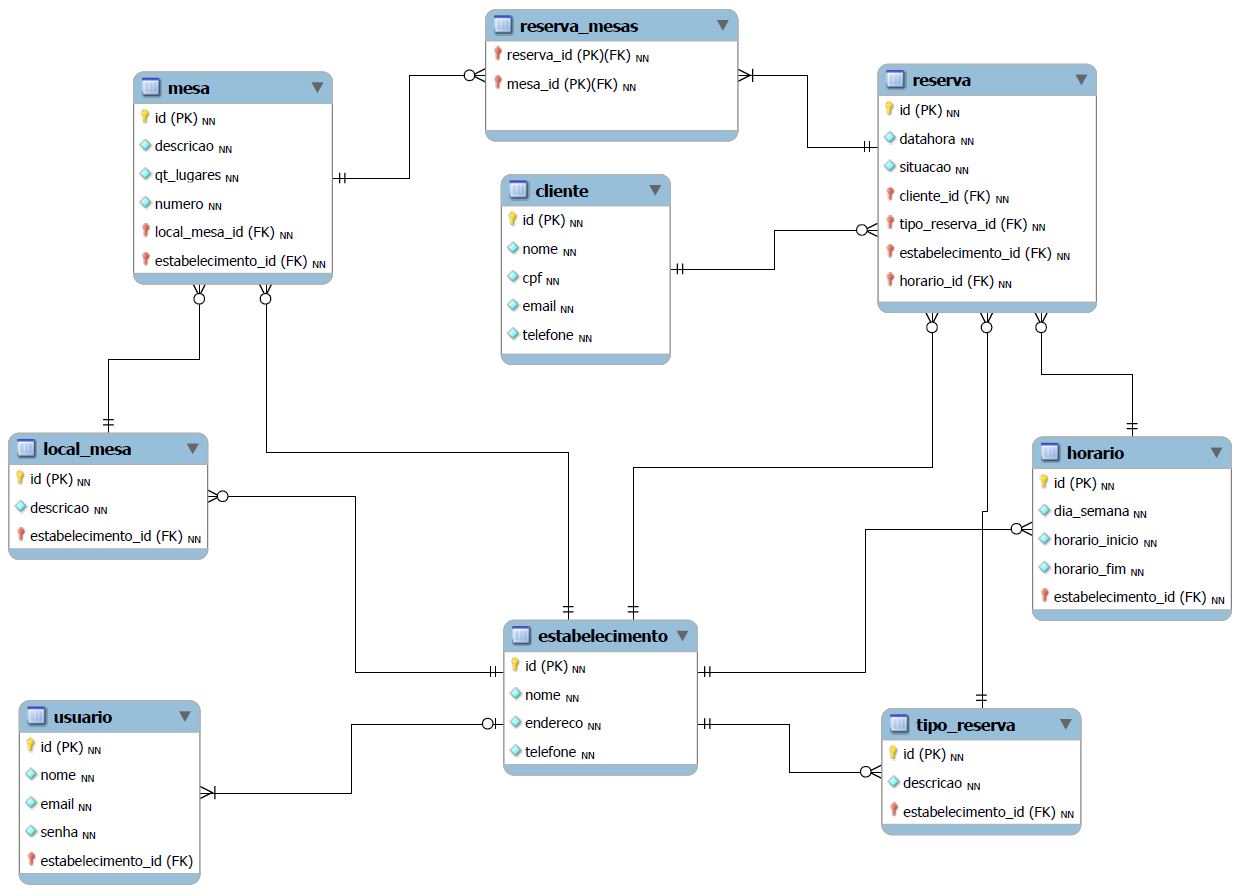 reserva_mesas
reserva_id (PK)(FK) NN
mesa_id (PK)(FK) NN
mesa
id (PK) NN
descricao NN
qt_lugares NN
numero NN
local_mesa_id (FK) NN
estabelecimento_id (FK) NN
reserva
id (PK) NN
datahora NN
situacao NN
cliente_id (FK) NN
tipo_reserva_id (FK) NN
estabelecimento_id (FK) NN
horario_id (FK) NN
cliente
id (PK) NN
nome NN
cpf NN
email NN
telefone NN
local_mesa
id (PK) NN
descricao NN
estabelecimento_id (FK) NN
horario
id (PK) NN
dia_semana NN
horario_inicio NN
horario_fim NN
estabelecimento_id (FK) NN
estabelecimento
id (PK) NN
nome NN
endereco NN
telefone NN
usuario
id (PK) NN
nome NN
email NN
senha NN
estabelecimento_id (FK)
tipo_reserva
id (PK) NN
descricao NN
estabelecimento_id (FK) NN